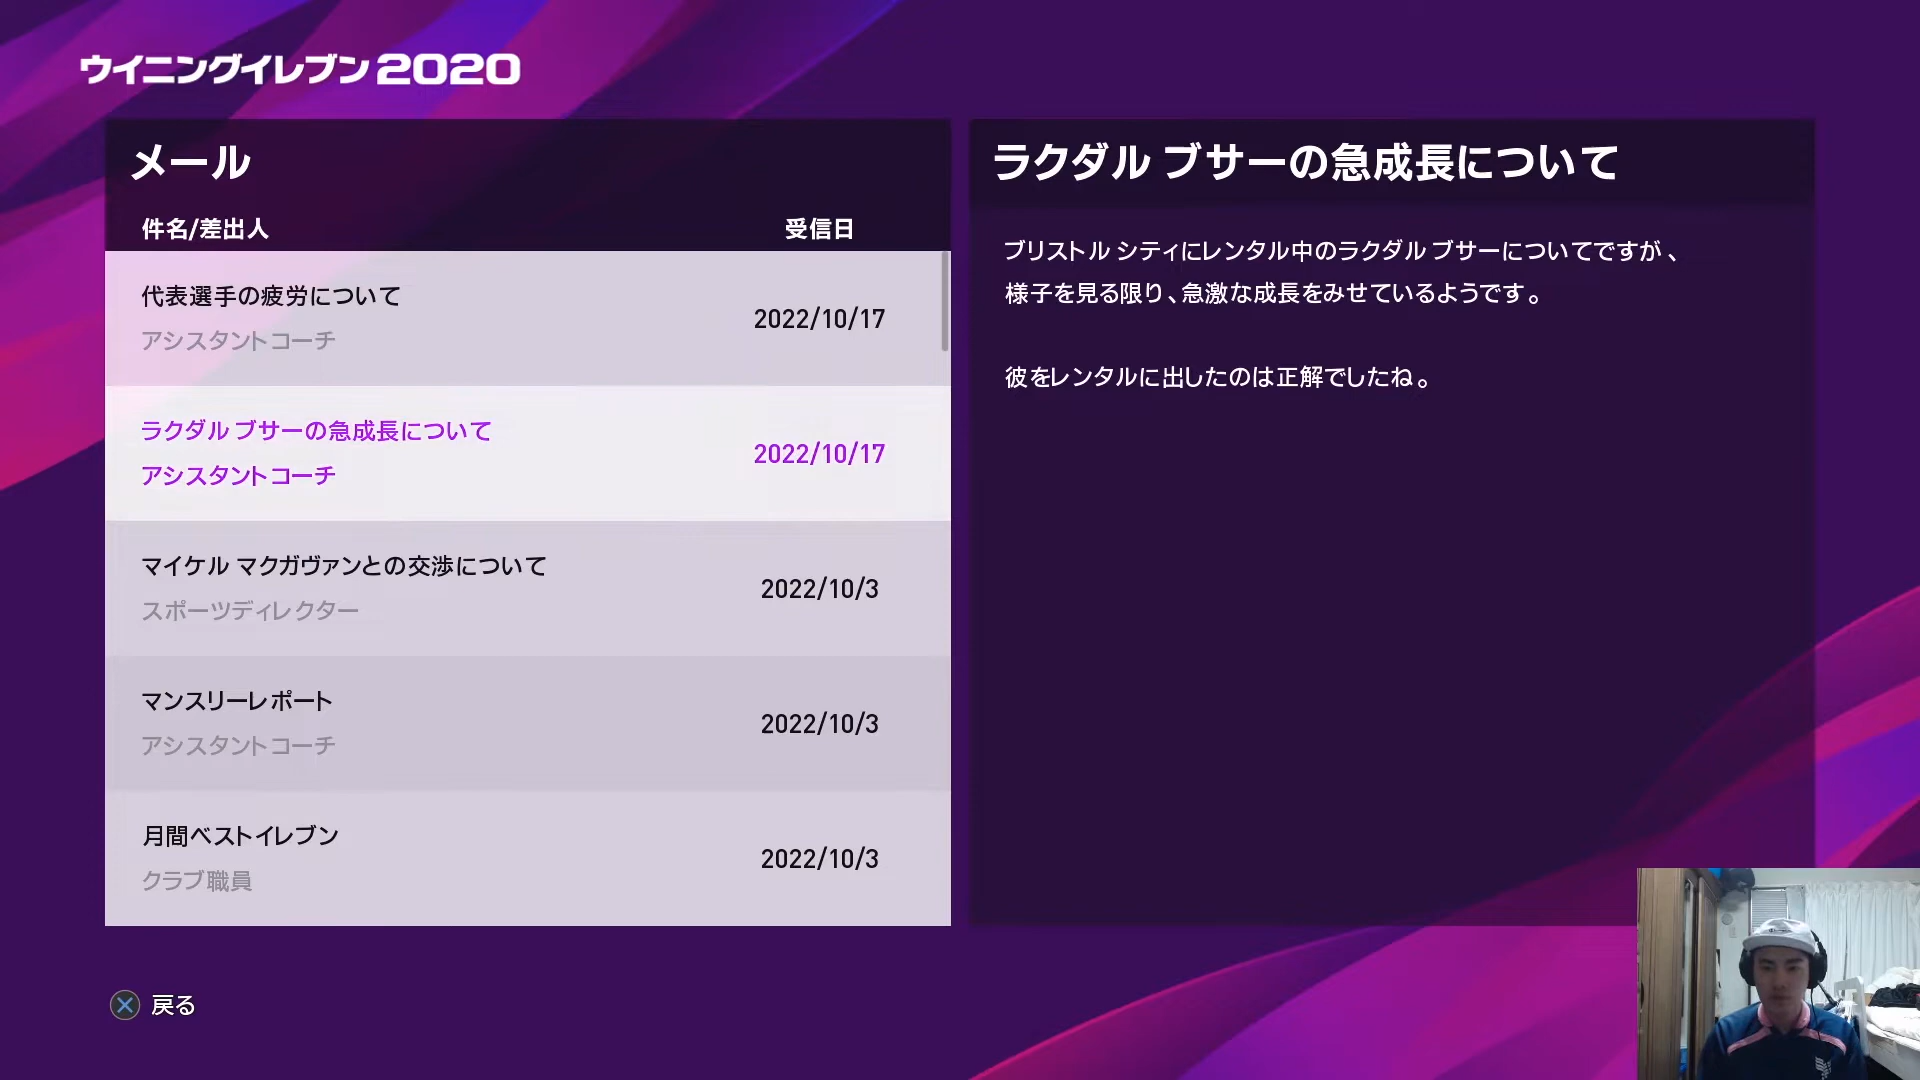 ウイニングイレブン2020
メール
件名/差出人 受信日
代表選手の疲労について
アシスタントコーチ
2022/10/17
ラクダル ブサーの急成長について
アシスタントコーチ
2022/10/17
マイケル マクガヴァンとの交渉について
スポーツディレクター
2022/10/3
マンスリーレポート
アシスタントコーチ
2022/10/3
月間ベストイレブン
クラブ職員
2022/10/3
ラクダル ブサーの急成長について
ブリストル シティにレンタル中のラクダル ブサーについてですが、
様子を見る限り、急激な成長をみせているようです。
彼をレンタルに出したのは正解でしたね。
戻る